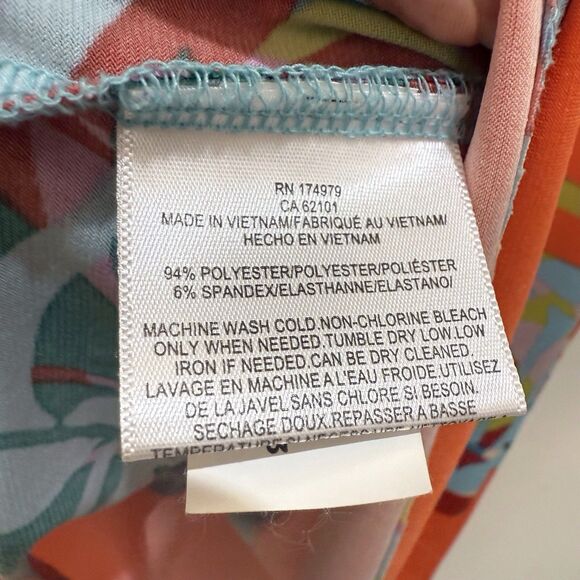 RN 174979
CA 62101
MADE IN VIETNAM/FABRIQUÉ AU VIETNAM/
HECHO EN VIETNAM
94% POLYESTER/POLYESTER/POLIÉSTER
6% SPANDEX/ELASTHANNE/ELASTANO/
MACHINE WASH COLD.NON-CHLORINE BLEACH
ONLY WHEN NEEDED.TUMBLE DRY LOW.LOW
IRON IF NEEDED.CAN BE DRY CLEANED.
LAVAGE EN MACHINE A L'EAU FROIDE.UTILISEZ
DE LA JAVEL SANS CHLORE SI BESOIN.
SECHAGE DOUX.REPASSER A BASSE
TEMPERATURE